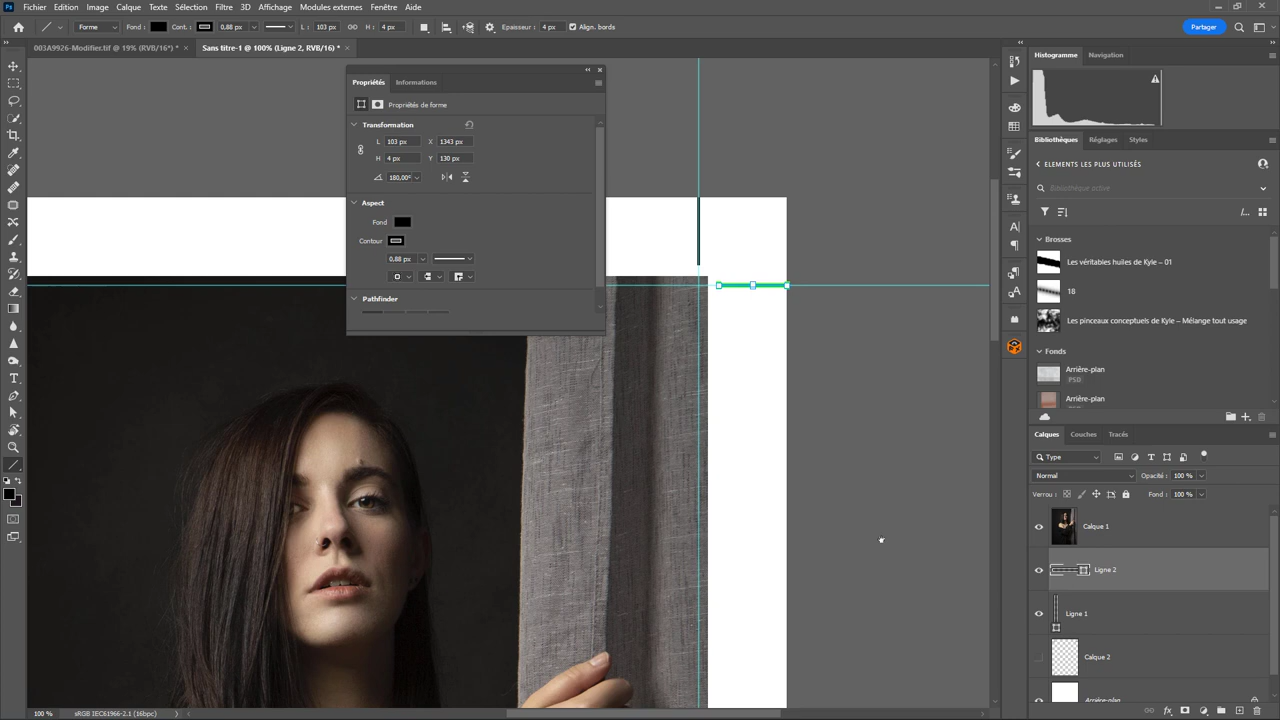 Ps Fichier Edition Image Calque Texte Sélection Filtre 3D Affichage Modules externes Fenêtre Aide
Forme Fond : Cont. : 0,88 px L : 103 px H : 4 px Epaisseur : 4 px Align. bords Partager
003A9926-Modifier.tif @ 19% (RVB/16*) * × Sans titre-1 @ 100% (Ligne 2, RVB/16) * ×
Propriétés Informations
Propriétés de forme
Transformation
L 103 px X 1343 px
H 4 px Y 130 px
180,00°
Aspect
Fond
Contour
0,88 px
Pathfinder
Histogramme Navigation
Bibliothèques Réglages Styles
ELEMENTS LES PLUS UTILISÉS
Bibliothèque active
Brosses
Les véritables huiles de Kyle – 01
18
Les pinceaux conceptuels de Kyle – Mélange tout usage
Fonds
Arrière-plan
PSD
Arrière-plan
PSD
Calques Couches Tracés
Type
Normal Opacité : 100 %
Verrou : Fond : 100 %
Calque 1
Ligne 2
Ligne 1
Calque 2
Arrière-plan
100 % sRGB IEC61966-2.1 (16bpc)